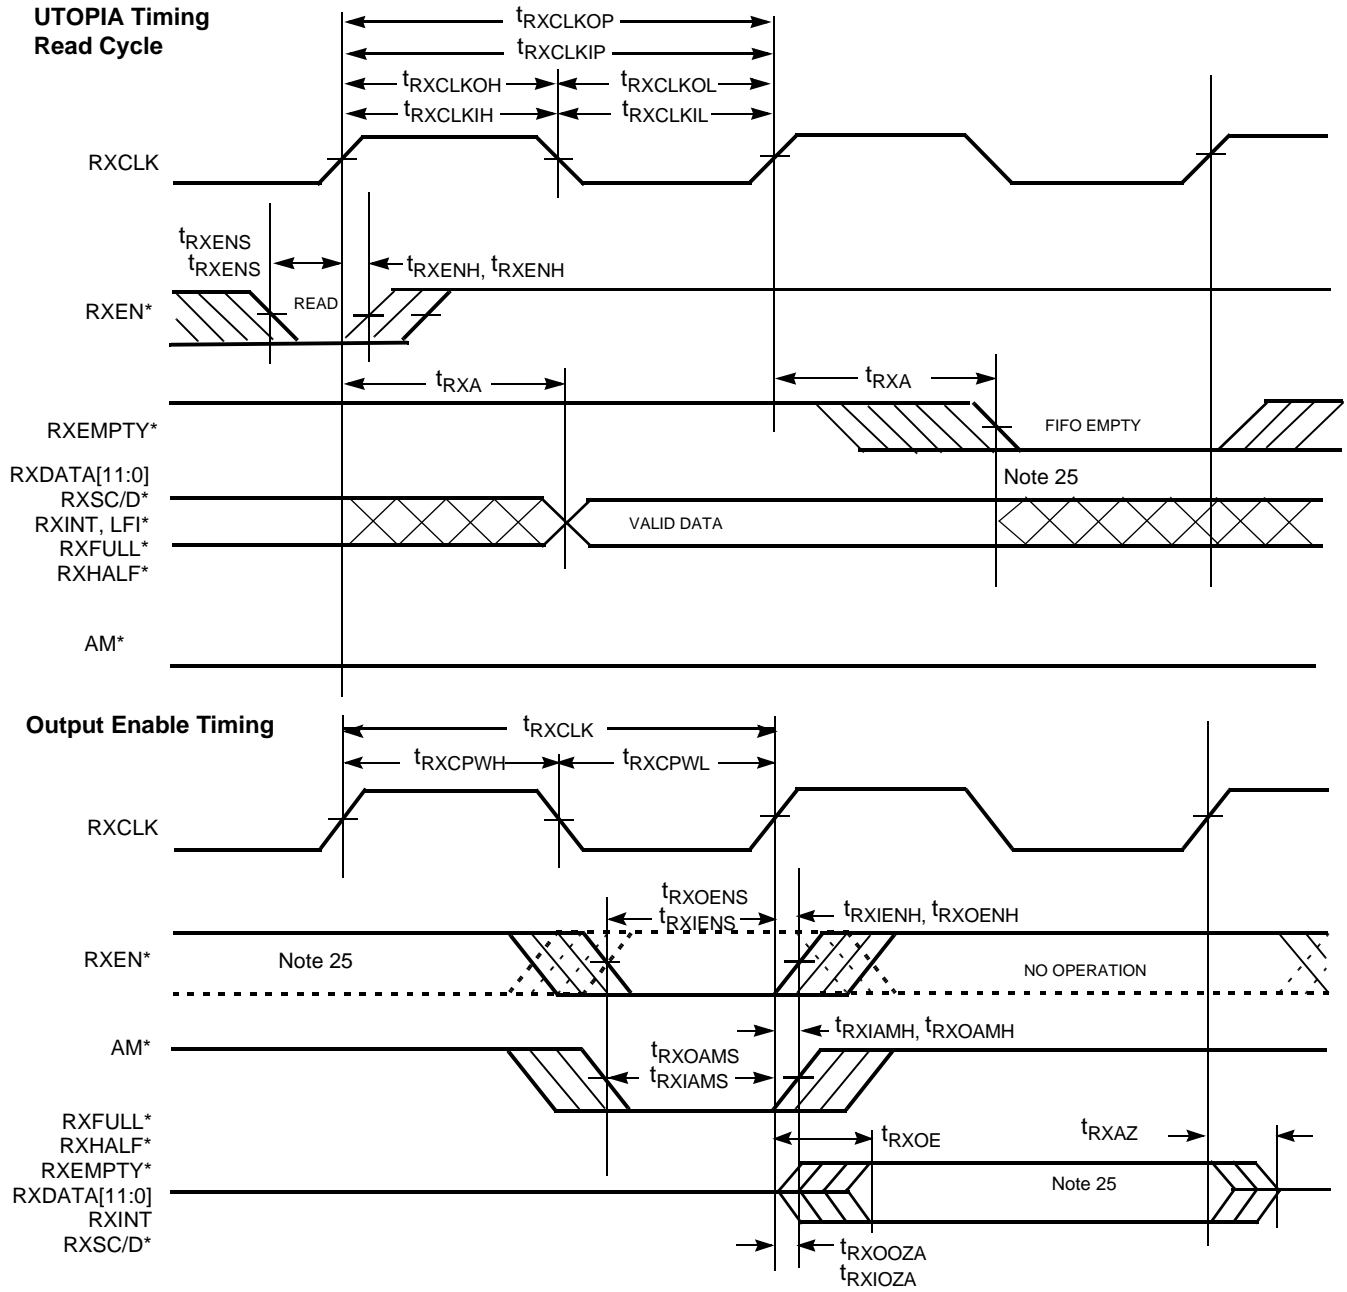 UTOPIA Timing
Read Cycle
tRXCLKOP
tRXCLKIP
tRXCLKOH
tRXCLKOL
tRXCLKIH
tRXCLKIL
RXCLK
tRXENS
tRXENS
tRXENH, tRXENH
RXEN*
READ
tRXA
tRXA
RXEMPTY*
FIFO EMPTY
RXDATA[11:0]
Note 25
RXSC/D*
RXINT, LFI*
VALID DATA
RXFULL*
RXHALF*
AM*
Output Enable Timing
tRXCLK
tRXCPWH
tRXCPWL
RXCLK
tRXOENS
tRXIENS
tRXIENH, tRXOENH
RXEN*
Note 25
NO OPERATION
tRXIAMH, tRXOAMH
AM*
tRXOAMS
tRXIAMS
RXFULL*
RXHALF*
tRXOE
tRXAZ
RXEMPTY*
RXDATA[11:0]
Note 25
RXINT
RXSC/D*
tRXOOZA
tRXIOZA